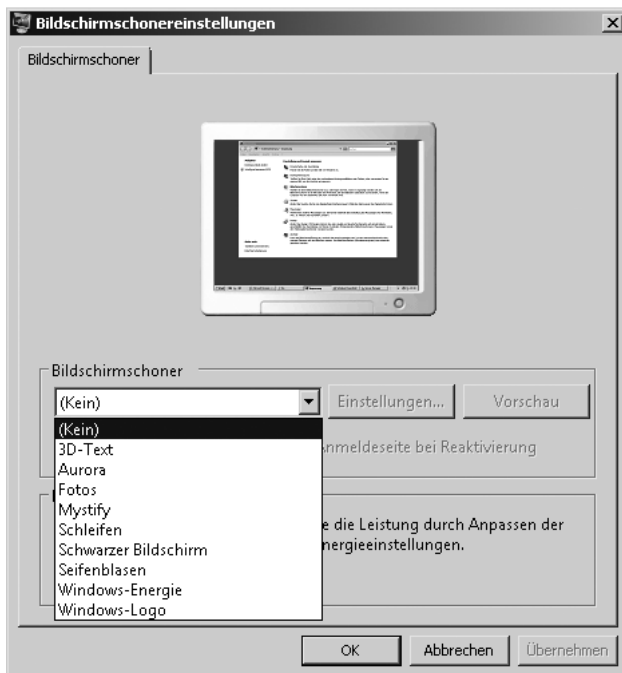 Bildschirmschonereinstellungen
Bildschirmschoner
Bildschirmschoner
(Kein) Einstellungen... Vorschau
(Kein)
3D-Text nmeldeseite bei Reaktivierung
Aurora
Fotos
Mystify
Schleifen e die Leistung durch Anpassen der
Schwarzer Bildschirm nergieeinstellungen.
Seifenblasen
Windows-Energie
Windows-Logo
OK Abbrechen Übernehmen